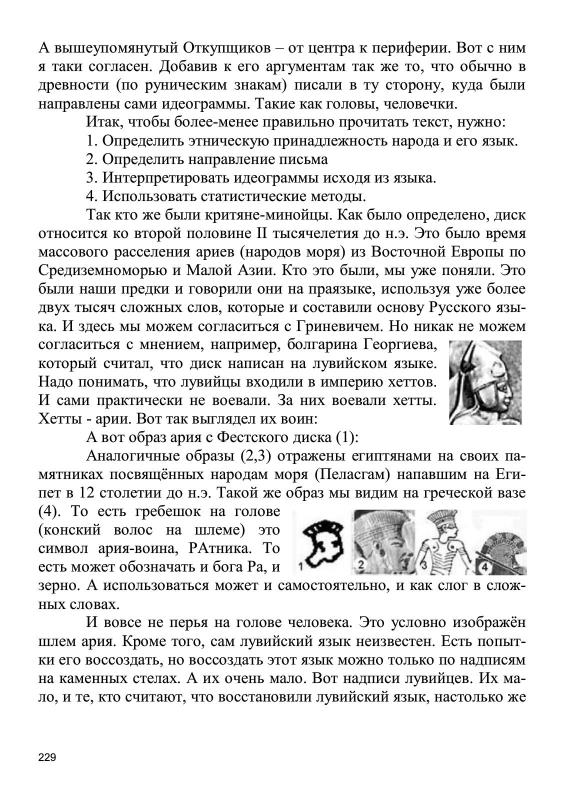 А вышеупомянутый Откупщиков – от центра к периферии. Вот с ним
я таки согласен. Добавив к его аргументам так же то, что обычно в
древности (по руническим знакам) писали в ту сторону, куда были
направлены сами идеограммы. Такие как головы, человечки.
Итак, чтобы более-менее правильно прочитать текст, нужно:
1. Определить этническую принадлежность народа и его язык.
2. Определить направление письма
3. Интерпретировать идеограммы исходя из языка.
4. Использовать статистические методы.
Так кто же были критяне-минойцы. Как было определено, диск
относится ко второй половине II тысячелетия до н.э. Это было время
массового расселения ариев (народов моря) из Восточной Европы по
Средиземноморью и Малой Азии. Кто это были, мы уже поняли. Это
были наши предки и говорили они на праязыке, используя уже более
двух тысяч сложных слов, которые и составили основу Русского язы-
ка. И здесь мы можем согласиться с Гриневичем. Но никак не можем
согласиться с мнением, например, болгарина Георгиева,
который считал, что диск написан на лувийском языке.
Надо понимать, что лувийцы входили в империю хеттов.
И сами практически не воевали. За них воевали хетты.
Хетты - арии. Вот так выглядел их воин:
А вот образ ария с Фестского диска (1):
Аналогичные образы (2,3) отражены египтянами на своих па-
мятниках посвящённых народам моря (Пеласгам) напавшим на Еги-
пет в 12 столетии до н.э. Такой же образ мы видим на греческой вазе
(4). То есть гребешок на голове
(конский волос на шлеме) это
символ ария-воина, РАтника. То
есть может обозначать и бога Ра, и
1 2 3 4
зерно. А использоваться может и самостоятельно, и как слог в слож-
ных словах.
И вовсе не перья на голове человека. Это условно изображён
шлем ария. Кроме того, сам лувийский язык неизвестен. Есть попыт-
ки его воссоздать, но воссоздать этот язык можно только по надписям
на каменных стелах. А их очень мало. Вот надписи лувийцев. Их ма-
ло, и те, кто считают, что восстановили лувийский язык, настолько же
229